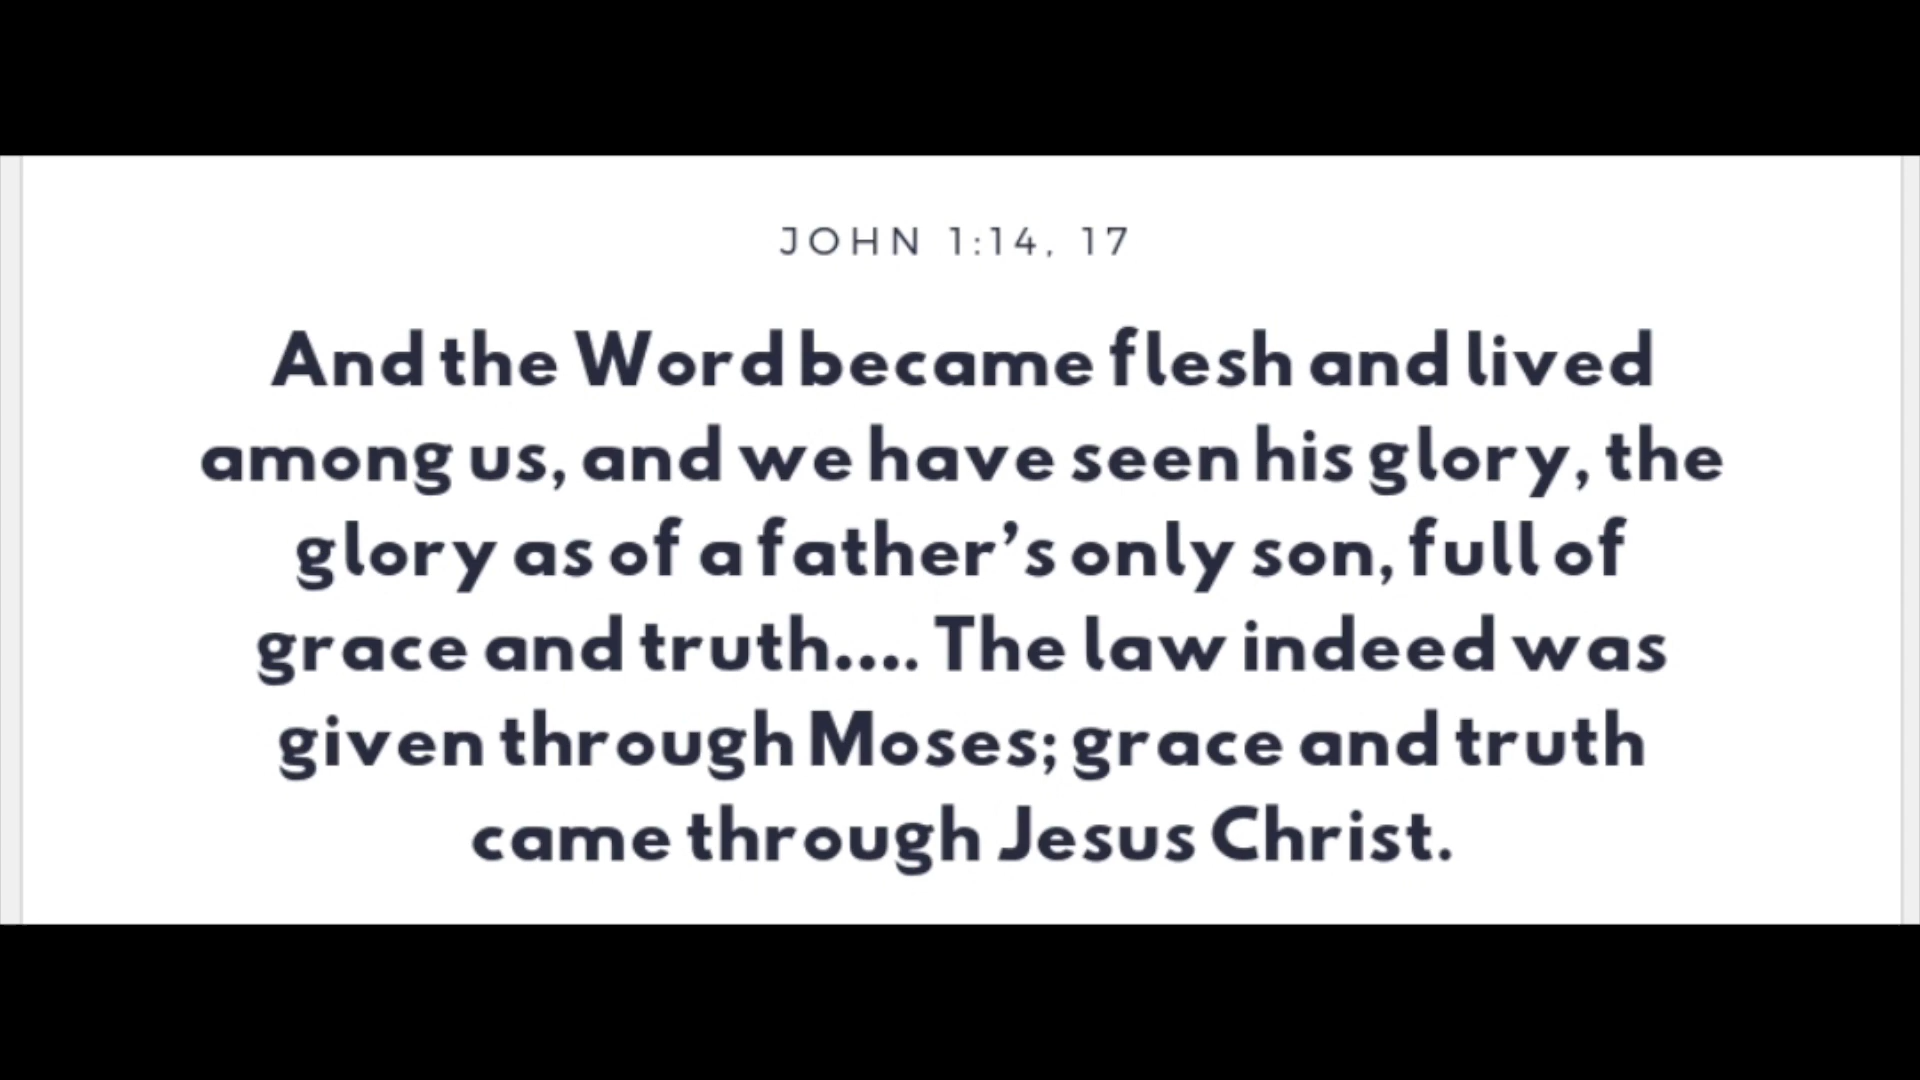 JOHN 1:14, 17
And the Word became flesh and lived
among us, and we have seen his glory, the
glory as of a father’s only son, full of
grace and truth.... The law indeed was
given through Moses; grace and truth
came through Jesus Christ.